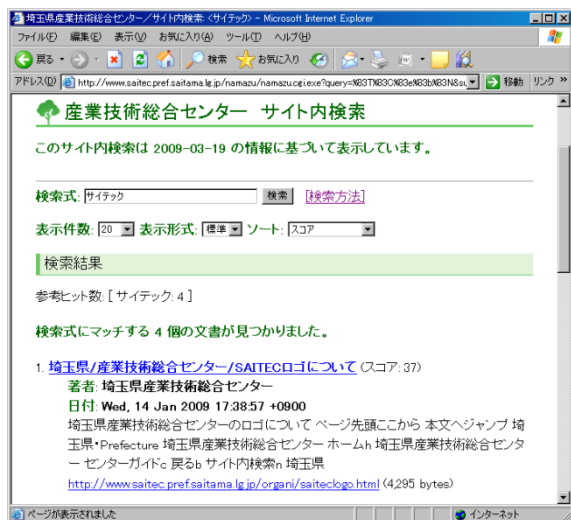 埼玉県産業技術総合センター/サイト内検索: <サイテック> - Microsoft Internet Explorer
ファイル(F) 編集(E) 表示(V) お気に入り(A) ツール(T) ヘルプ(H)
戻る 検索 お気に入り
アドレス(D) http://www.saitec.pref.saitama.lg.jp/namazu/namazu.cgi.exe?query=%83T%83C%83e%83b%83N&su 移動 リンク »
産業技術総合センター サイト内検索
このサイト内検索は 2009-03-19 の情報に基づいて表示しています。
検索式: サイテック 検索 [検索方法]
表示件数: 20 表示形式: 標準 ソート: スコア
検索結果
参考ヒット数: [ サイテック: 4 ]
検索式にマッチする 4 個の文書が見つかりました。
1. 埼玉県/産業技術総合センター/SAITECロゴについて (スコア: 37)
著者: 埼玉県産業技術総合センター
日付: Wed, 14 Jan 2009 17:38:57 +0900
埼玉県産業技術総合センターのロゴについて ページ先頭ここから 本文へジャンプ 埼
玉県・Prefecture 埼玉県産業技術総合センター ホームh 埼玉県産業技術総合センタ
ー センターガイドc 戻るb サイト内検索n 埼玉県
http://www.saitec.pref.saitama.lg.jp/organi/saiteclogo.html (4,295 bytes)
ページが表示されました インターネット